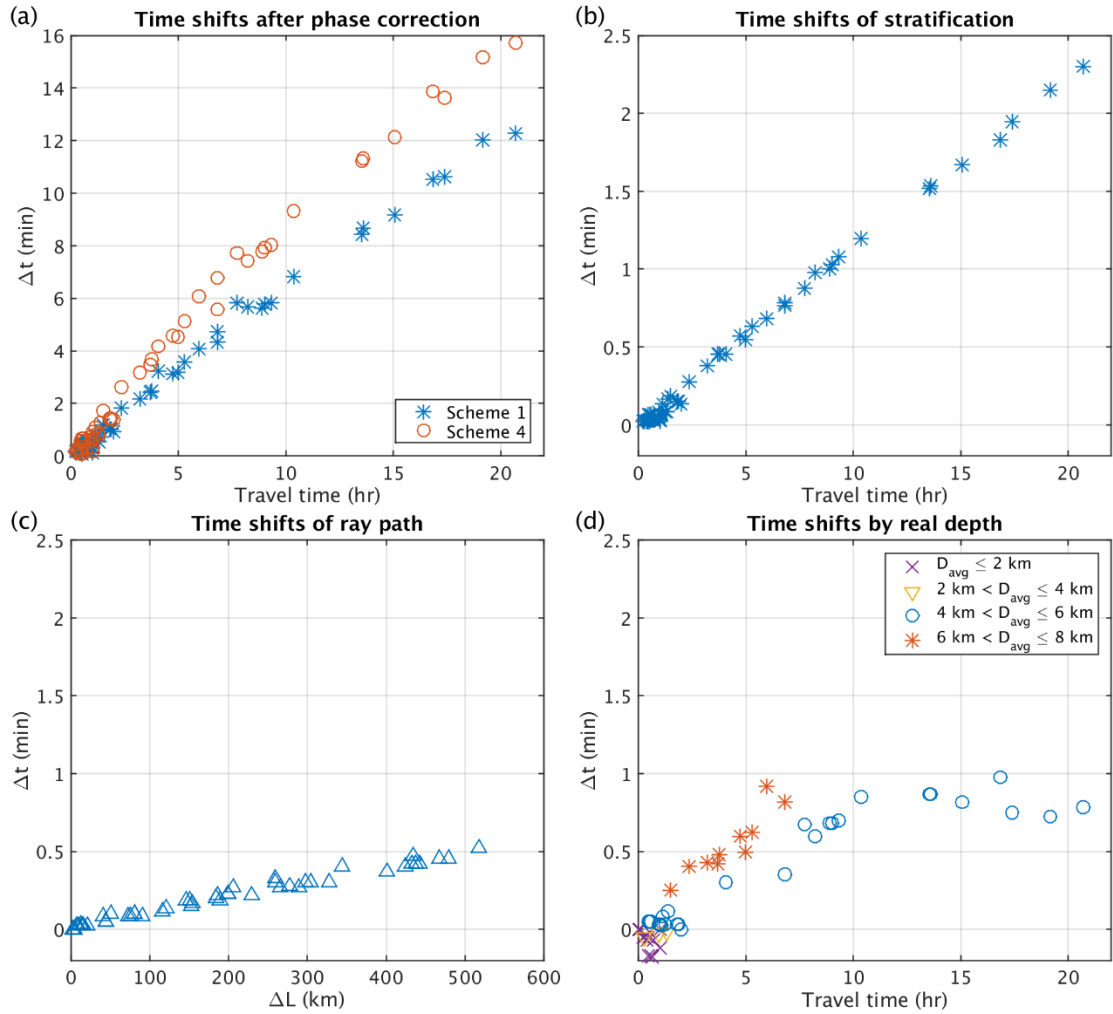 (a)
Time shifts after phase correction
16
14
12
10
8
6
4
2
0
Δt (min)
0 5 10 15 20
Travel time (hr)
Scheme 1
Scheme 4
(b)
Time shifts of stratification
2.5
2
1.5
1
0.5
0
Δt (min)
0 5 10 15 20
Travel time (hr)
(c)
Time shifts of ray path
2.5
2
1.5
1
0.5
0
Δt (min)
0 100 200 300 400 500 600
ΔL (km)
(d)
Time shifts by real depth
2.5
2
1.5
1
0.5
0
Δt (min)
0 5 10 15 20
Travel time (hr)
D_avg ≤ 2 km
2 km < D_avg ≤ 4 km
4 km < D_avg ≤ 6 km
6 km < D_avg ≤ 8 km